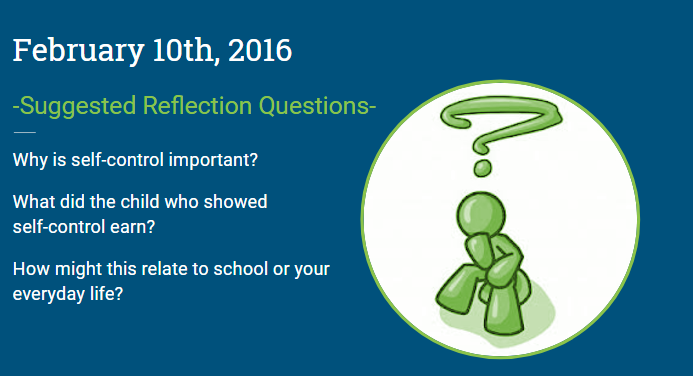 February 10th, 2016
-Suggested Reflection Questions-
Why is self-control important?
What did the child who showed
self-control earn?
How might this relate to school or your
everyday life?